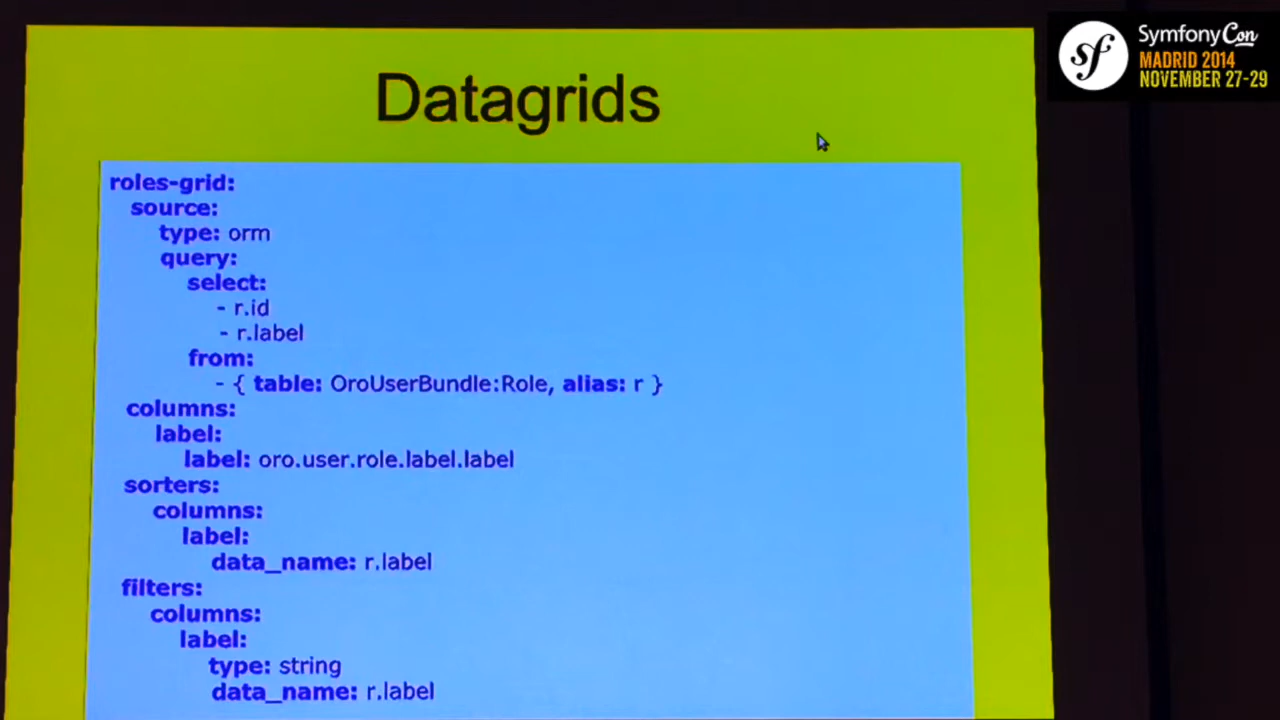 SymfonyCon
MADRID 2014
NOVEMBER 27-29
Datagrids
roles-grid:
source:
type: orm
query:
select:
- r.id
- r.label
from:
- { table: OroUserBundle:Role, alias: r }
columns:
label:
label: oro.user.role.label.label
sorters:
columns:
label:
data_name: r.label
filters:
columns:
label:
type: string
data_name: r.label